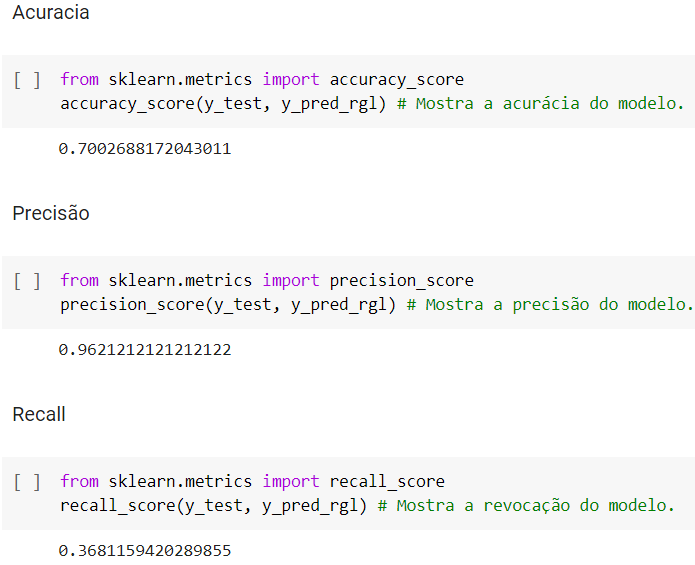 Acuracia
[ ] from sklearn.metrics import accuracy_score
accuracy_score(y_test, y_pred_rgl) # Mostra a acurácia do modelo.
0.7002688172043011
Precisão
[ ] from sklearn.metrics import precision_score
precision_score(y_test, y_pred_rgl) # Mostra a precisão do modelo.
0.9621212121212122
Recall
[ ] from sklearn.metrics import recall_score
recall_score(y_test, y_pred_rgl) # Mostra a revocação do modelo.
0.3681159420289855